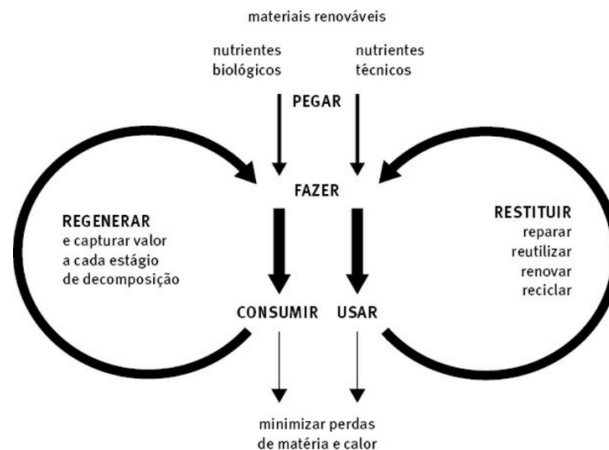 materiais renováveis
nutrientes
biológicos
nutrientes
técnicos
PEGAR
FAZER
REGENERAR
e capturar valor
a cada estágio
de decomposição
RESTITUIR
reparar
reutilizar
renovar
reciclar
CONSUMIR
USAR
minimizar perdas
de matéria e calor